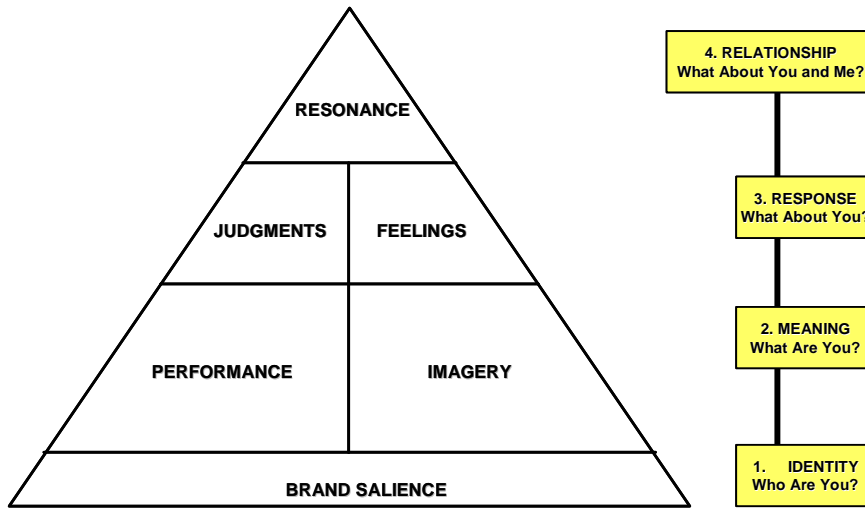 4. RELATIONSHIP
What About You and Me?
RESONANCE
3. RESPONSE
What About You?
JUDGMENTS
FEELINGS
2. MEANING
What Are You?
PERFORMANCE
IMAGERY
1. IDENTITY
Who Are You?
BRAND SALIENCE